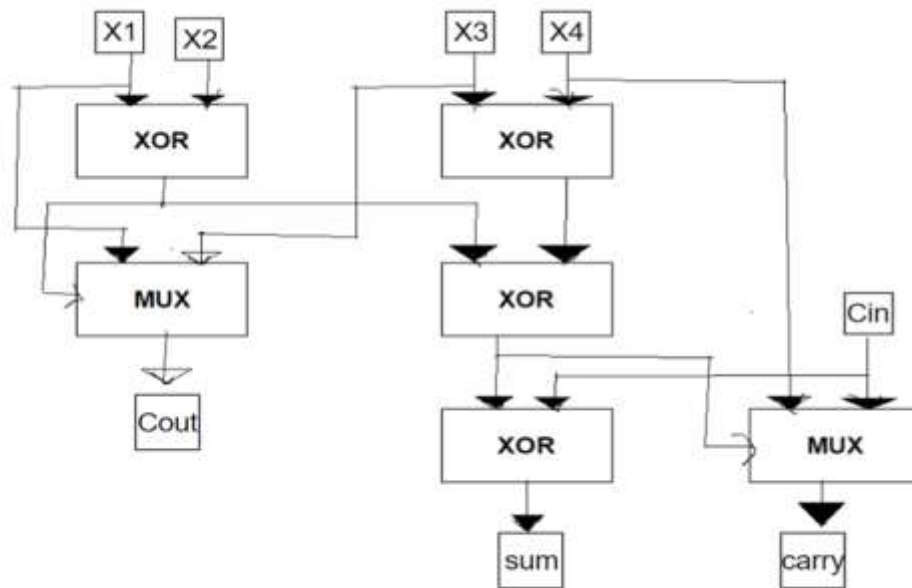 X1 X2 X3 X4
XOR XOR
MUX XOR
Cin
Cout
XOR MUX
sum carry